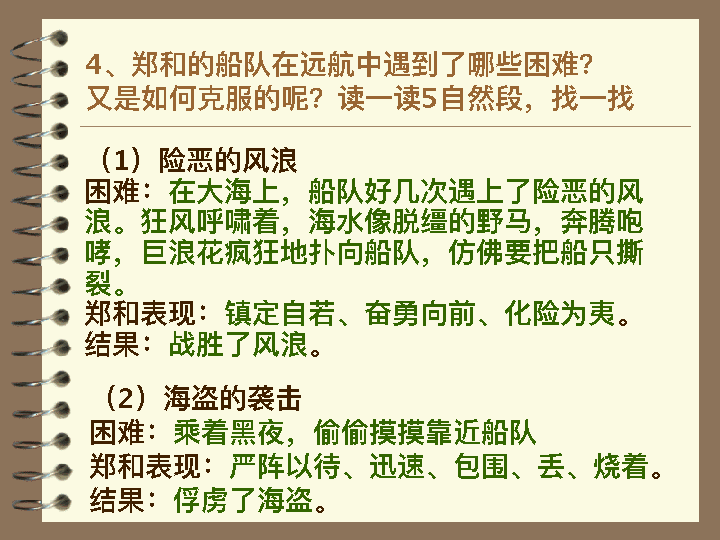 4、郑和的船队在远航中遇到了哪些困难？
又是如何克服的呢？读一读5自然段，找一找
（1）险恶的风浪
困难：在大海上，船队好几次遇上了险恶的风
浪。狂风呼啸着，海水像脱缰的野马，奔腾咆
哮，巨浪花疯狂地扑向船队，仿佛要把船只撕
裂。
郑和表现：镇定自若、奋勇向前、化险为夷。
结果：战胜了风浪。
（2）海盗的袭击
困难：乘着黑夜，偷偷摸摸靠近船队
郑和表现：严阵以待、迅速、包围、丢、烧着。
结果：俘虏了海盗。